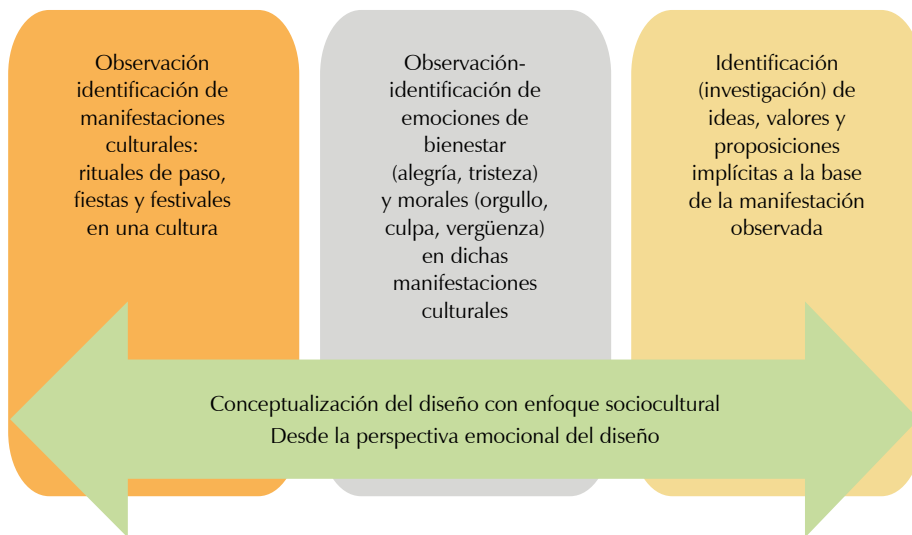 Observación
identificación de
manifestaciones
culturales:
rituales de paso,
fiestas y festivales
en una cultura
Observación-
identificación de
emociones de
bienestar
(alegría, tristeza)
y morales (orgullo,
culpa, vergüenza)
en dichas
manifestaciones
culturales
Identificación
(investigación) de
ideas, valores y
proposiciones
implícitas a la base
de la manifestación
observada
Conceptualización del diseño con enfoque sociocultural
Desde la perspectiva emocional del diseño